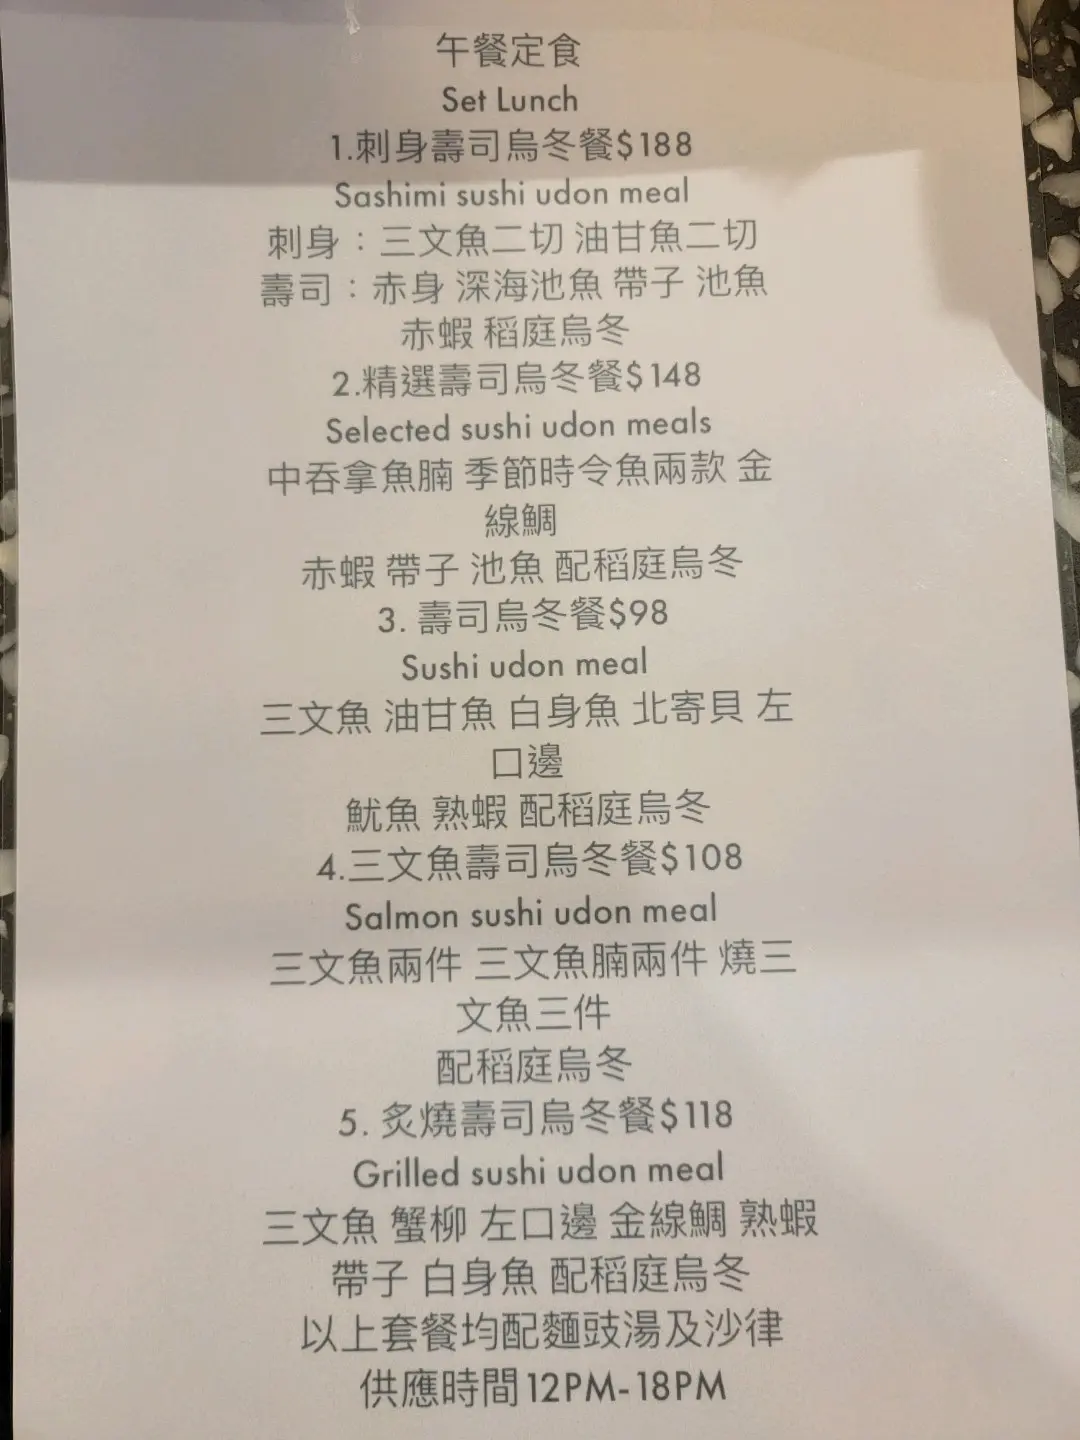 午餐定食
Set Lunch
1.刺身壽司烏冬餐$188
Sashimi sushi udon meal
刺身：三文魚二切 油甘魚二切
壽司：赤身 深海池魚 帶子 池魚
赤蝦 稻庭烏冬
2.精選壽司烏冬餐$148
Selected sushi udon meals
中吞拿魚腩 季節時令魚兩款 金
線鯛
赤蝦 帶子 池魚 配稻庭烏冬
3. 壽司烏冬餐$98
Sushi udon meal
三文魚 油甘魚 白身魚 北寄貝 左
口邊
魷魚 熟蝦 配稻庭烏冬
4.三文魚壽司烏冬餐$108
Salmon sushi udon meal
三文魚兩件 三文魚腩兩件 燒三
文魚三件
配稻庭烏冬
5. 炙燒壽司烏冬餐$118
Grilled sushi udon meal
三文魚 蟹柳 左口邊 金線鯛 熟蝦
帶子 白身魚 配稻庭烏冬
以上套餐均配麵豉湯及沙律
供應時間12PM-18PM